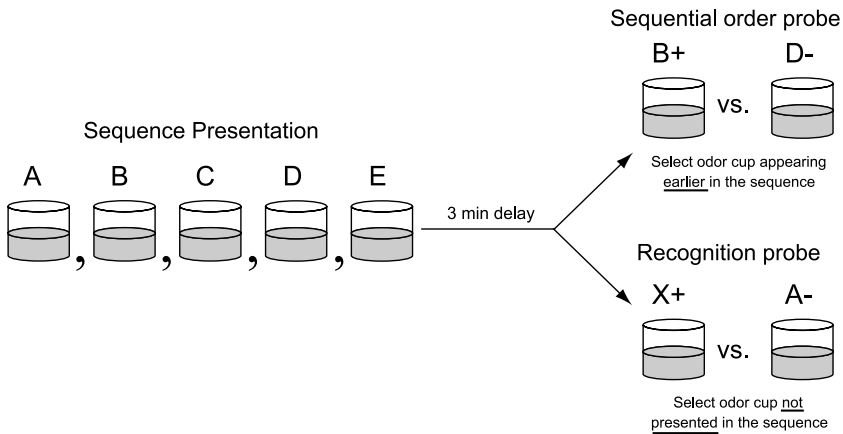 Sequence Presentation
A B C D E
, , , ,
3 min delay
Sequential order probe
B+ vs. D-
Select odor cup appearing
earlier in the sequence
Recognition probe
X+ vs. A-
Select odor cup not
presented in the sequence